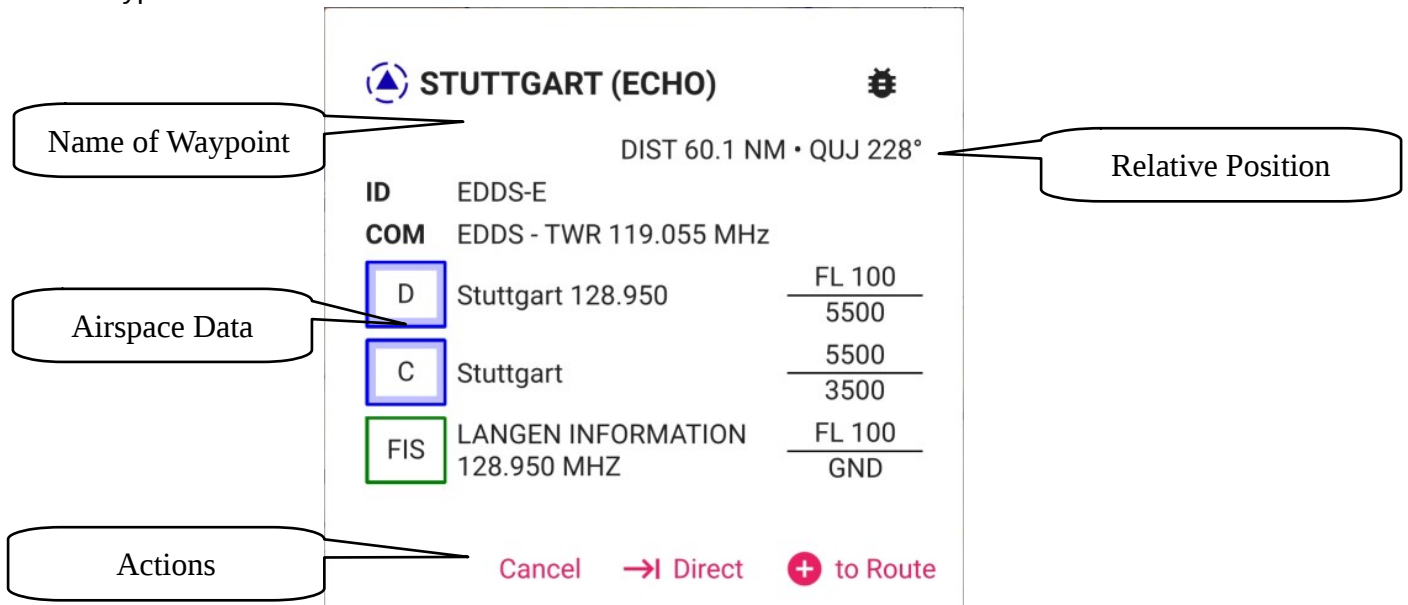 STUTTGART (ECHO)
Name of Waypoint
DIST 60.1 NM • QUJ 228°
Relative Position
ID EDDS-E
COM EDDS - TWR 119.055 MHz
D Stuttgart 128.950 FL 100
5500
Airspace Data
C Stuttgart 5500
3500
FIS LANGEN INFORMATION FL 100
128.950 MHZ GND
Actions
Cancel Direct to Route